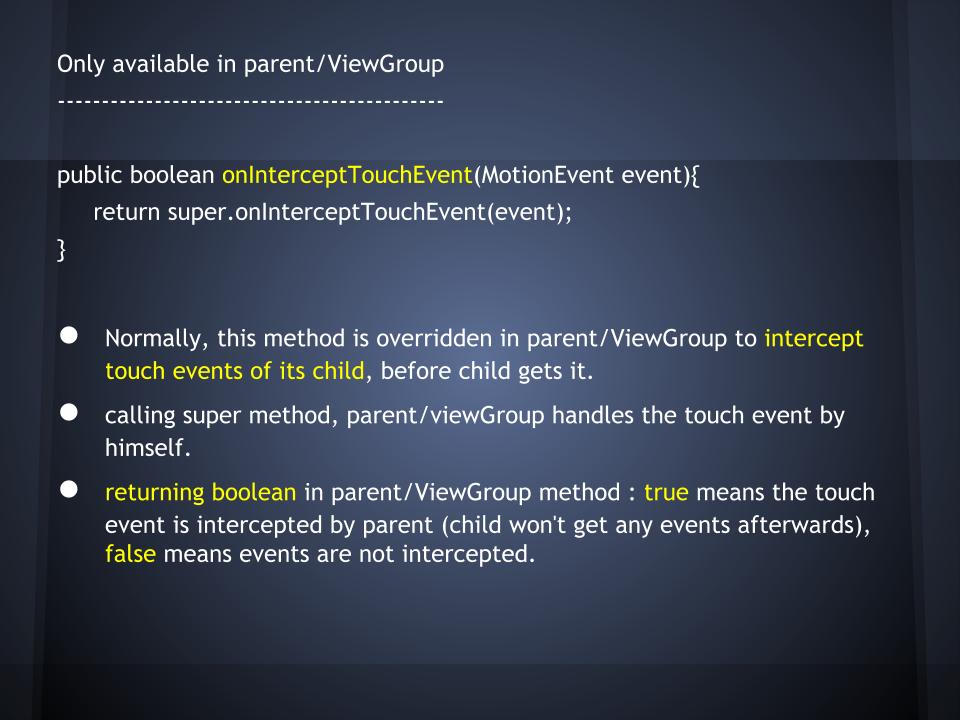 Only available in parent/ViewGroup
--------------------------------------------
public boolean onInterceptTouchEvent(MotionEvent event){
return super.onInterceptTouchEvent(event);
}
● Normally, this method is overridden in parent/ViewGroup to intercept
touch events of its child, before child gets it.
● calling super method, parent/viewGroup handles the touch event by
himself.
● returning boolean in parent/ViewGroup method : true means the touch
event is intercepted by parent (child won't get any events afterwards),
false means events are not intercepted.